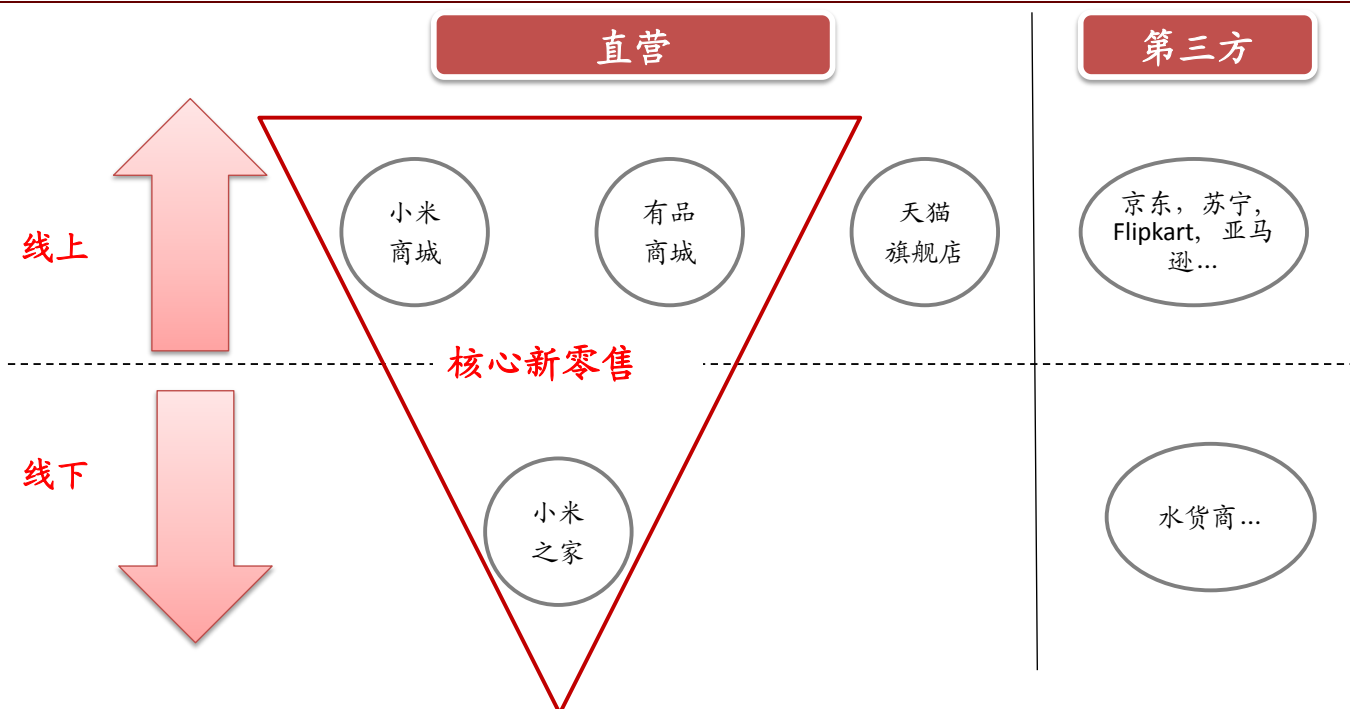 直营
第三方
线上
小米
商城
有品
商城
天猫
旗舰店
京东，苏宁，
Flipkart，亚马
逊…
核心新零售
线下
小米
之家
水货商…